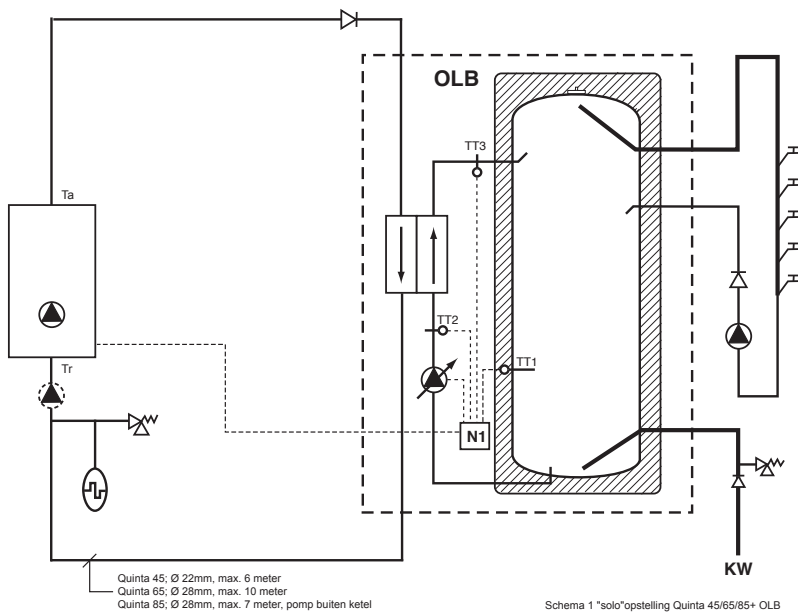 OLB
TT3
Ta
TT2
TT1
Tr
N1
KW
Quinta 45; Ø 22mm, max. 6 meter
Quinta 65; Ø 28mm, max. 10 meter
Quinta 85; Ø 28mm, max. 7 meter, pomp buiten ketel
Schema 1 "solo"opstelling Quinta 45/65/85+ OLB